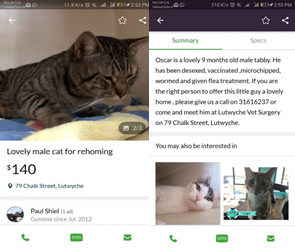 11.8 K/s
2:52 PM
2/3
Lovely male cat for rehoming
$140
79 Chalk Street, Lutwyche
Paul Shiel (1 ad)
Gummie since Jul. 2012
SMS
210 K/s
2:53 PM
Summary
Specs
Oscar is a lovely 9 months old male tabby. He
has been desexed, vaccinated ,microchipped,
wormed and given flea treatment. If you are
the right person to offer this little guy a lovely
home , please give us a call on 31616237 or
come and meet him at Lutwyche Vet Surgery
on 79 Chalk Street, Lutwyche.
You may also be interested in
SMS